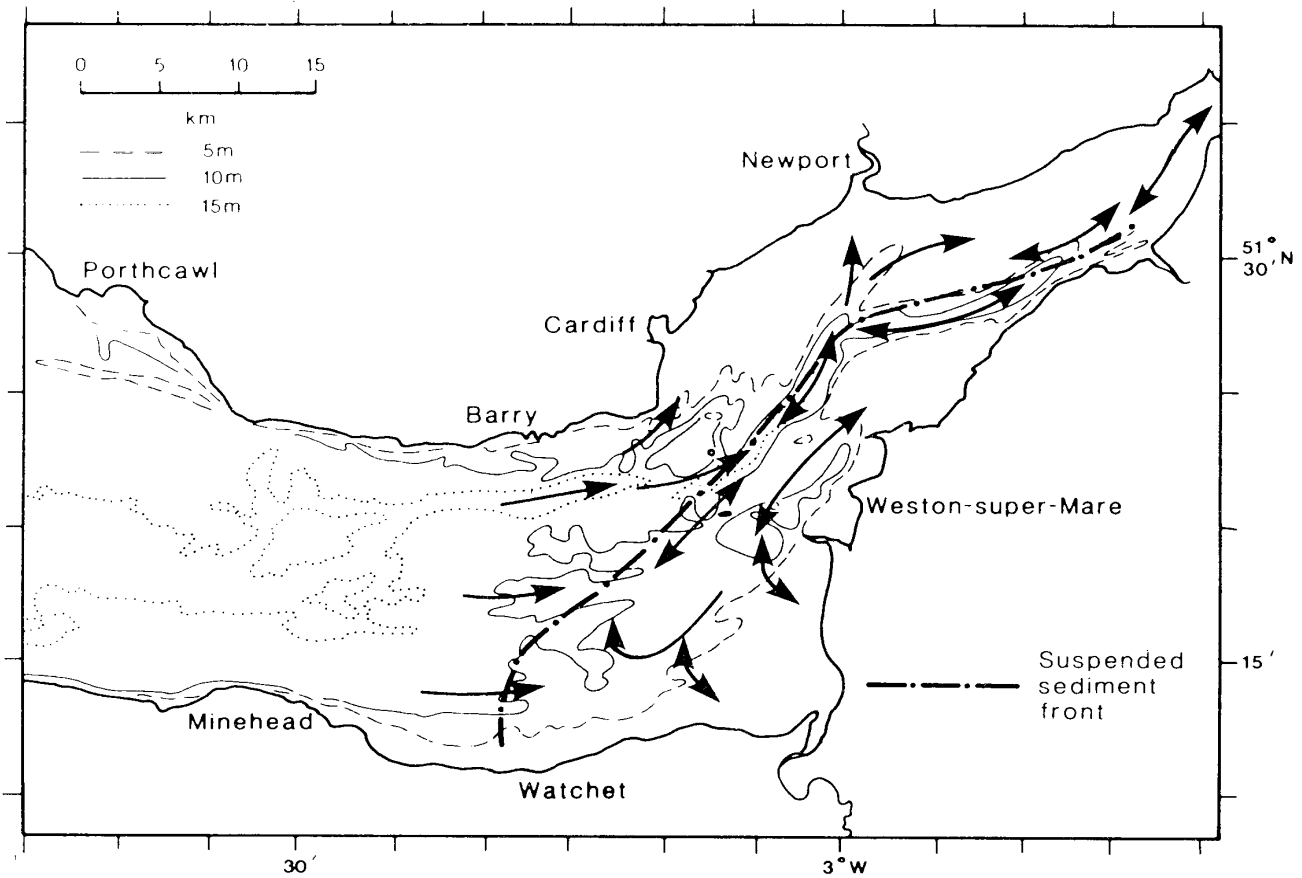 0 5 10 15
km
5m
10m
15m
Newport
51°
30' N
Porthcawl
Cardiff
Barry
Weston-super-Mare
15'
Suspended
sediment
front
Minehead
Watchet
30'
3°W